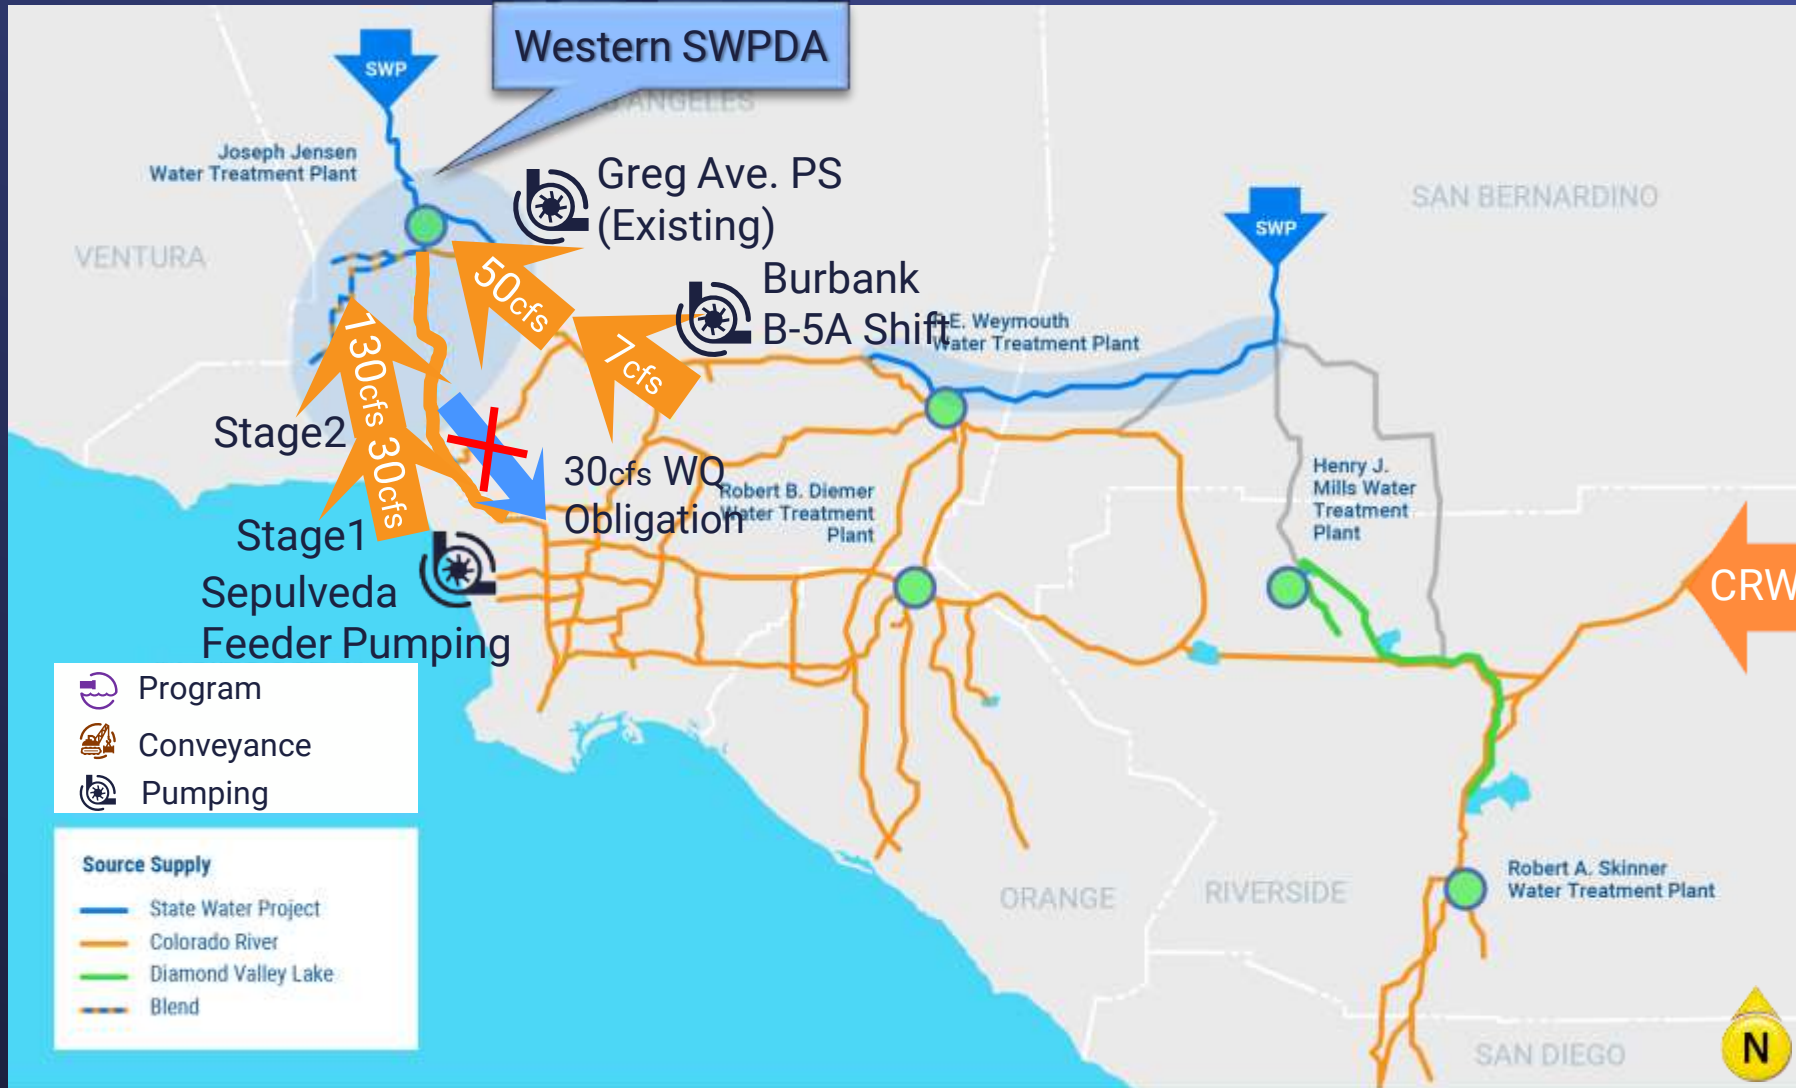 Western SWPDA
SWP
ANGELES
Joseph Jensen
Water Treatment Plant
Greg Ave. PS
(Existing)
SWP
SAN BERNARDINO
VENTURA
50cfs
Burbank
B-5A Shift
E. Weymouth
Water Treatment Plant
7cfs
130cfs
30cfs
Stage2
30cfs WQ
Obligation
Robert B. Diemer
Water Treatment
Plant
Henry J.
Mills Water
Treatment
Plant
Stage1
Sepulveda
Feeder Pumping
CRW
Program
Conveyance
Pumping
Source Supply
State Water Project
Colorado River
Diamond Valley Lake
Blend
ORANGE
RIVERSIDE
Robert A. Skinner
Water Treatment Plant
SAN DIEGO
N